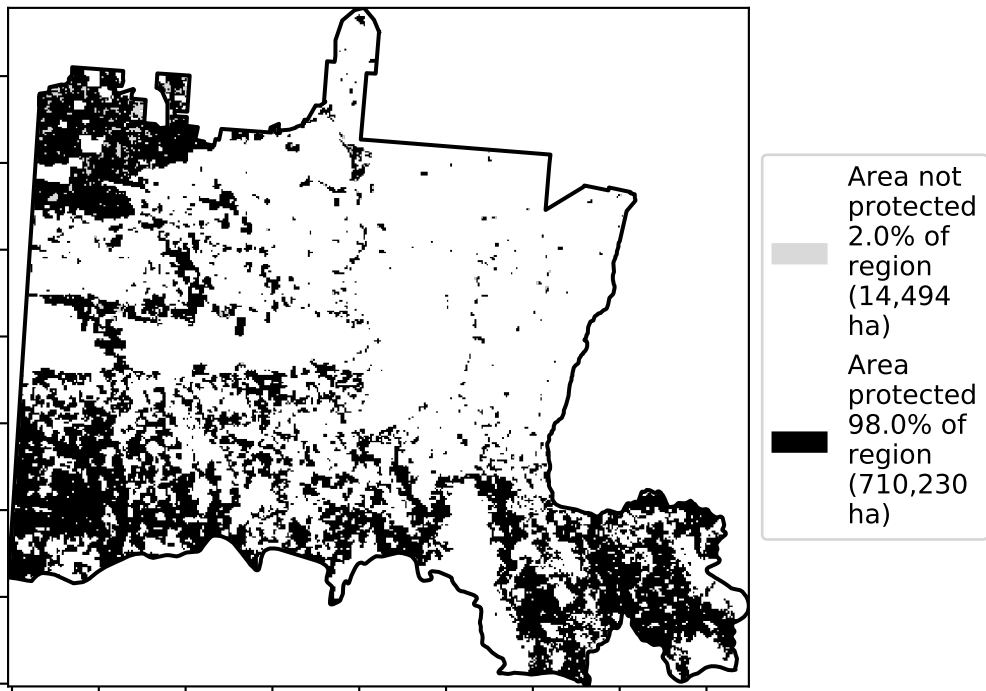 Area not
protected
2.0% of
region
(14,494
ha)
Area
protected
98.0% of
region
(710,230
ha)